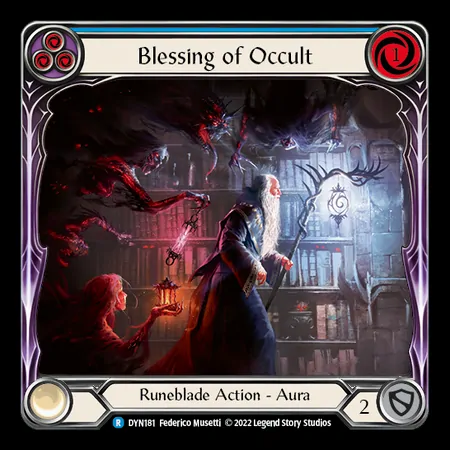 Blessing of Occult
1
Runeblade Action - Aura
2
R DYN181 Federico Musetti © 2022 Legend Story Studios